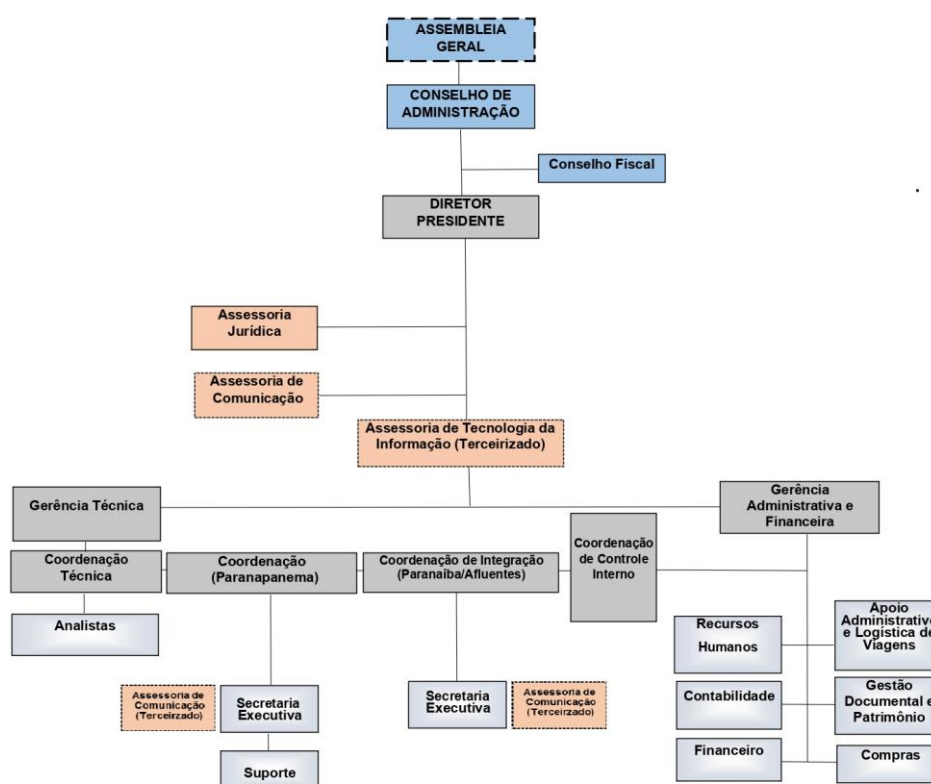 ASSEMBLEIA
GERAL
CONSELHO DE
ADMINISTRAÇÃO
Conselho Fiscal
DIRETOR
PRESIDENTE
Assessoria
Jurídica
Assessoria de
Comunicação
Assessoria de Tecnologia da
Informação (Terceirizado)
Gerência Técnica
Gerência
Administrativa e
Financeira
Coordenação
Técnica
Coordenação
(Paranapanema)
Coordenação de Integração
(Paranaíba/Afluentes)
Coordenação
de Controle
Interno
Analistas
Recursos
Humanos
Apoio
Administrativo
e Logística de
Viagens
Assessoria de
Comunicação
(Terceirzado)
Secretaria
Executiva
Secretaria
Executiva
Assessoria de
Comunicação
(Terceirzado)
Contabilidade
Gestão
Documental e
Patrimônio
Suporte
Financeiro
Compras